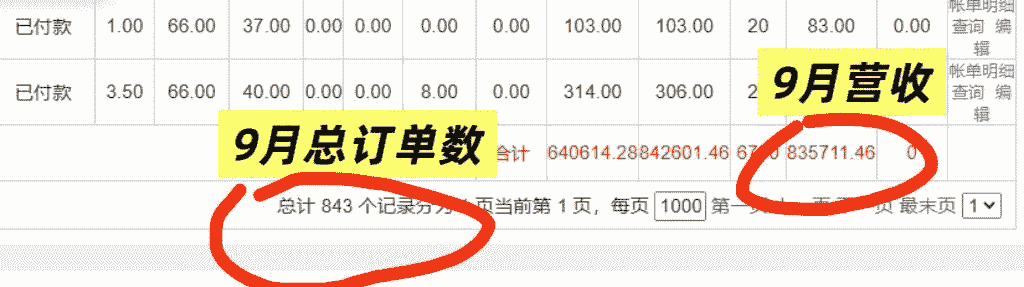 帐单明细
已付款 1.00 66.00 37.00 0.00 0.00 0.00 0.00 103.00 103.00 20 83.00 0.00 查询 编
辑
9月营收
帐单明细
已付款 3.50 66.00 40.00 0.00 0.00 8.00 0.00 314.00 306.00 查询 编
辑
9月总订单数
合计 640614.28 842601.46 835711.46 0
总计 843 个记录分为 页当前第 1 页，每页 1000 第一页 页 最末页 1